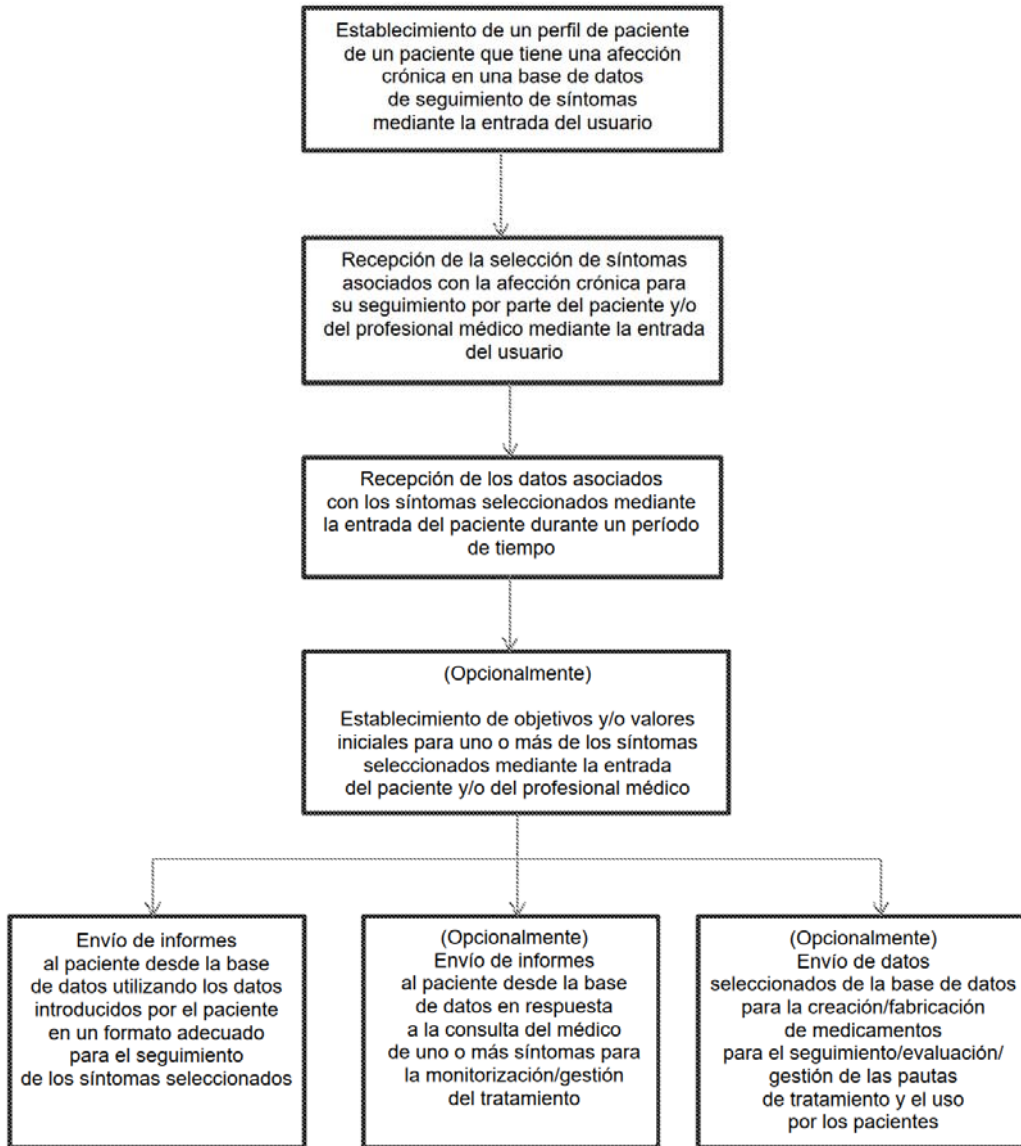 Establecimiento de un perfil de paciente
de un paciente que tiene una afección
crónica en una base de datos
de seguimiento de síntomas
mediante la entrada del usuario
Recepción de la selección de síntomas
asociados con la afección crónica para
su seguimiento por parte del paciente y/o
del profesional médico mediante la entrada
del usuario
Recepción de los datos asociados
con los síntomas seleccionados mediante
la entrada del paciente durante un período
de tiempo
(Opcionalmente)
Establecimiento de objetivos y/o valores
iniciales para uno o más de los síntomas
seleccionados mediante la entrada
del paciente y/o del profesional médico
Envío de informes
al paciente desde la base
de datos utilizando los datos
introducidos por el paciente
en un formato adecuado
para el seguimiento
de los síntomas seleccionados
(Opcionalmente)
Envío de informes
al paciente desde la base
de datos en respuesta
a la consulta del médico
de uno o más síntomas para
la monitorización/gestión
del tratamiento
(Opcionalmente)
Envío de datos
seleccionados de la base de datos
para la creación/fabricación
de medicamentos
para el seguimiento/evaluación/
gestión de las pautas
de tratamiento y el uso
por los pacientes